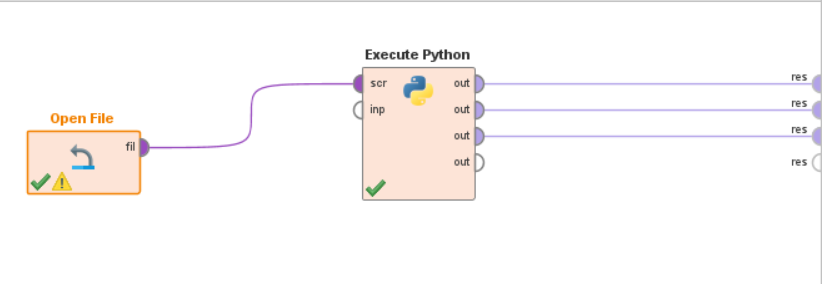 Execute Python
scr out res
inp out res
Open File
fil
out res
out res